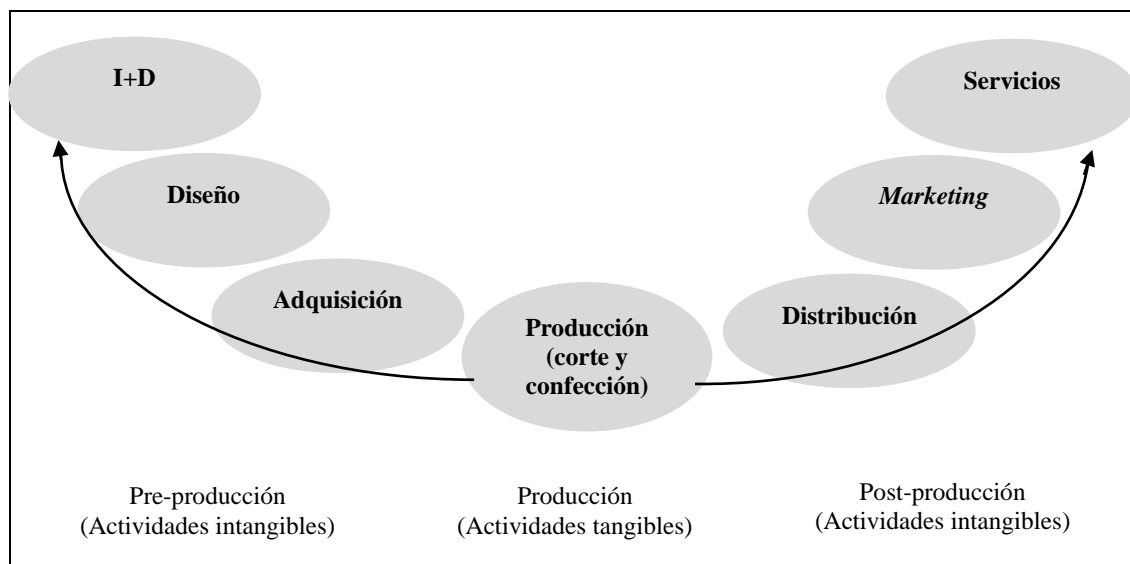 I+D
Servicios
Diseño
Marketing
Adquisición
Distribución
Producción
(corte y
confección)
Pre-producción
(Actividades intangibles)
Producción
(Actividades tangibles)
Post-producción
(Actividades intangibles)